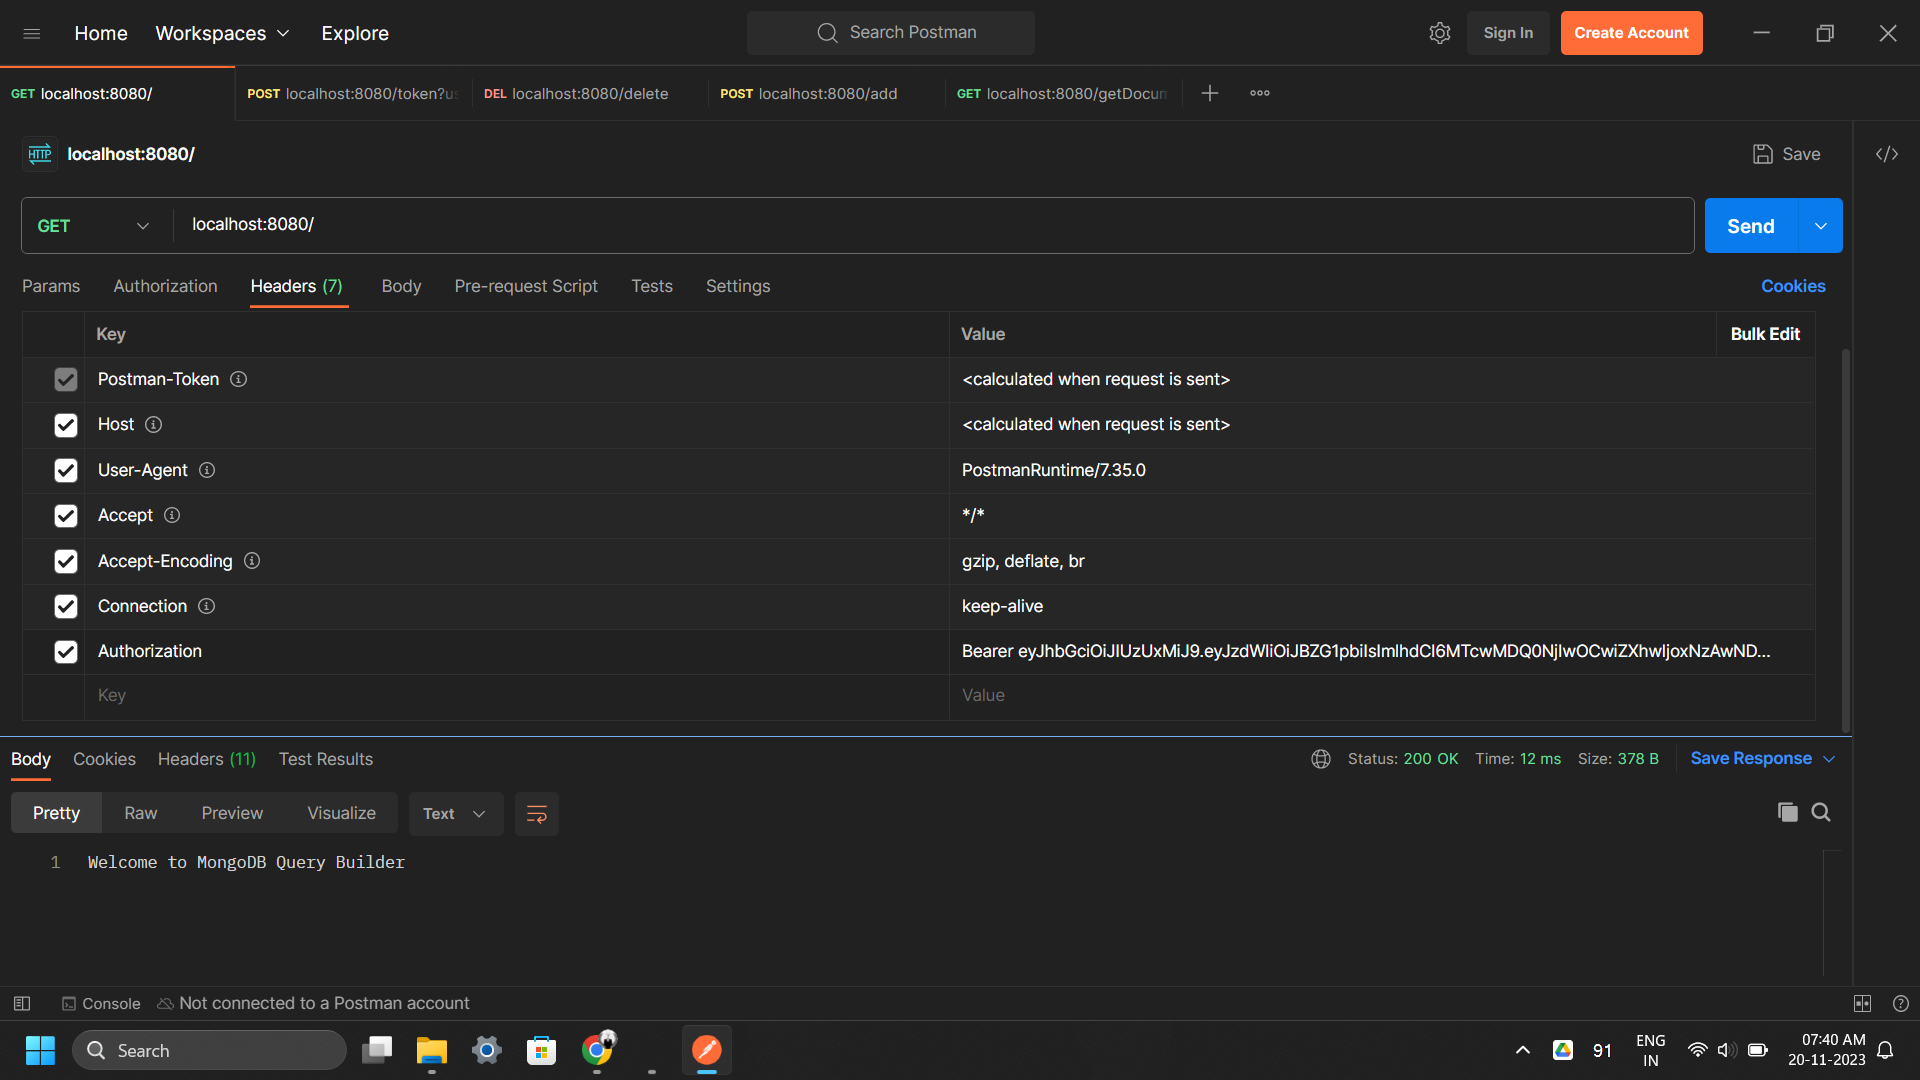 Home Workspaces Explore
Search Postman
Sign In Create Account
GET localhost:8080/
POST localhost:8080/token?us
DEL localhost:8080/delete
POST localhost:8080/add
GET localhost:8080/getDocum
HTTP localhost:8080/
Save
GET localhost:8080/
Send
Params Authorization Headers (7) Body Pre-request Script Tests Settings
Cookies
Key Value Bulk Edit
Postman-Token <calculated when request is sent>
Host <calculated when request is sent>
User-Agent PostmanRuntime/7.35.0
Accept */*
Accept-Encoding gzip, deflate, br
Connection keep-alive
Authorization Bearer eyJhbGciOiJIUzUxMiJ9.eyJzdWIiOiJBZG1pbiIsImlhdCI6MTcwMDQ0NjIwOCwiZXhwIjoxNzAwND...
Key Value
Body Cookies Headers (11) Test Results
Status: 200 OK Time: 12 ms Size: 378 B Save Response
Pretty Raw Preview Visualize Text
1 Welcome to MongoDB Query Builder
Console Not connected to a Postman account
Search
91
ENG
IN
07:40 AM
20-11-2023